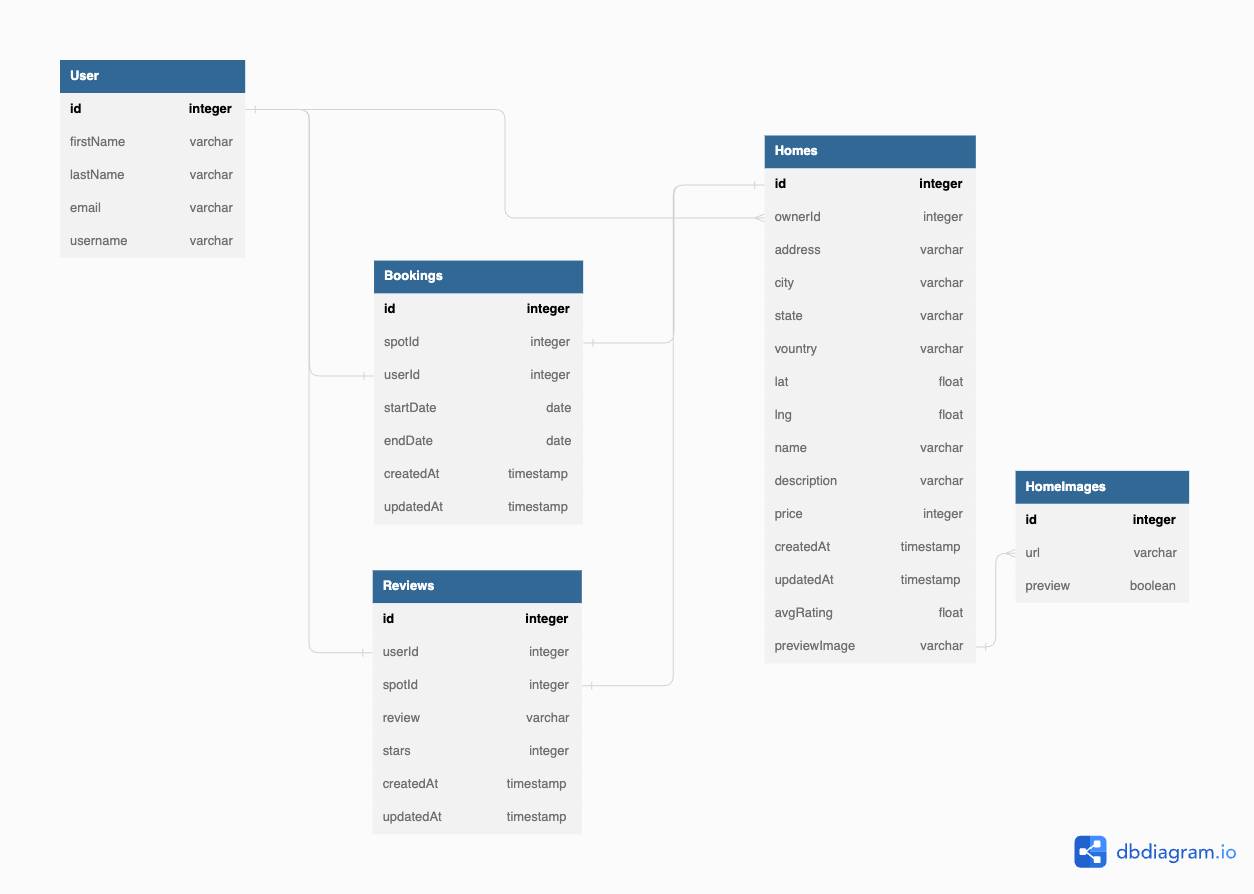 User
id integer
firstName varchar
lastName varchar
email varchar
username varchar
Bookings
id integer
spotId integer
userId integer
startDate date
endDate date
createdAt timestamp
updatedAt timestamp
Reviews
id integer
userId integer
spotId integer
review varchar
stars integer
createdAt timestamp
updatedAt timestamp
Homes
id integer
ownerId integer
address varchar
city varchar
state varchar
vountry varchar
lat float
lng float
name varchar
description varchar
price integer
createdAt timestamp
updatedAt timestamp
avgRating float
previewImage varchar
HomeImages
id integer
url varchar
preview boolean
dbdiagram.io